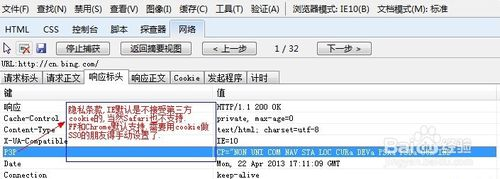 文件(F) 禁用(S) 查看(V) 图像(I) 缓存(C) 工具(T) 验证(A) 浏览器模式:IE10(B) 文档模式:标准
HTML CSS 控制台 脚本 探查器 网络
停止捕获 返回摘要视图 < 上一步 1 / 32 下一步 >
URL:http://cn.bing.com/
请求标头 请求正文 响应标头 响应正文 Cookie 发起程序 计时
键 值
响应 HTTP/1.1 200 OK
Cache-Control private, max-age=0
Content-Type text/html; charset=utf-8
X-UA-Compatible IE=10
P3P CP="NON UNI COM NAV STA LOC CURa DEVa
Date Mon, 22 Apr 2013 17:11:09 GMT
Connection keep-alive
隐私条款,IE默认是不接受第三方
cookie的,当然Safari也不支持,
FF和Chrome默认支持,需要用cookie做
SSO的朋友得手动设置了.